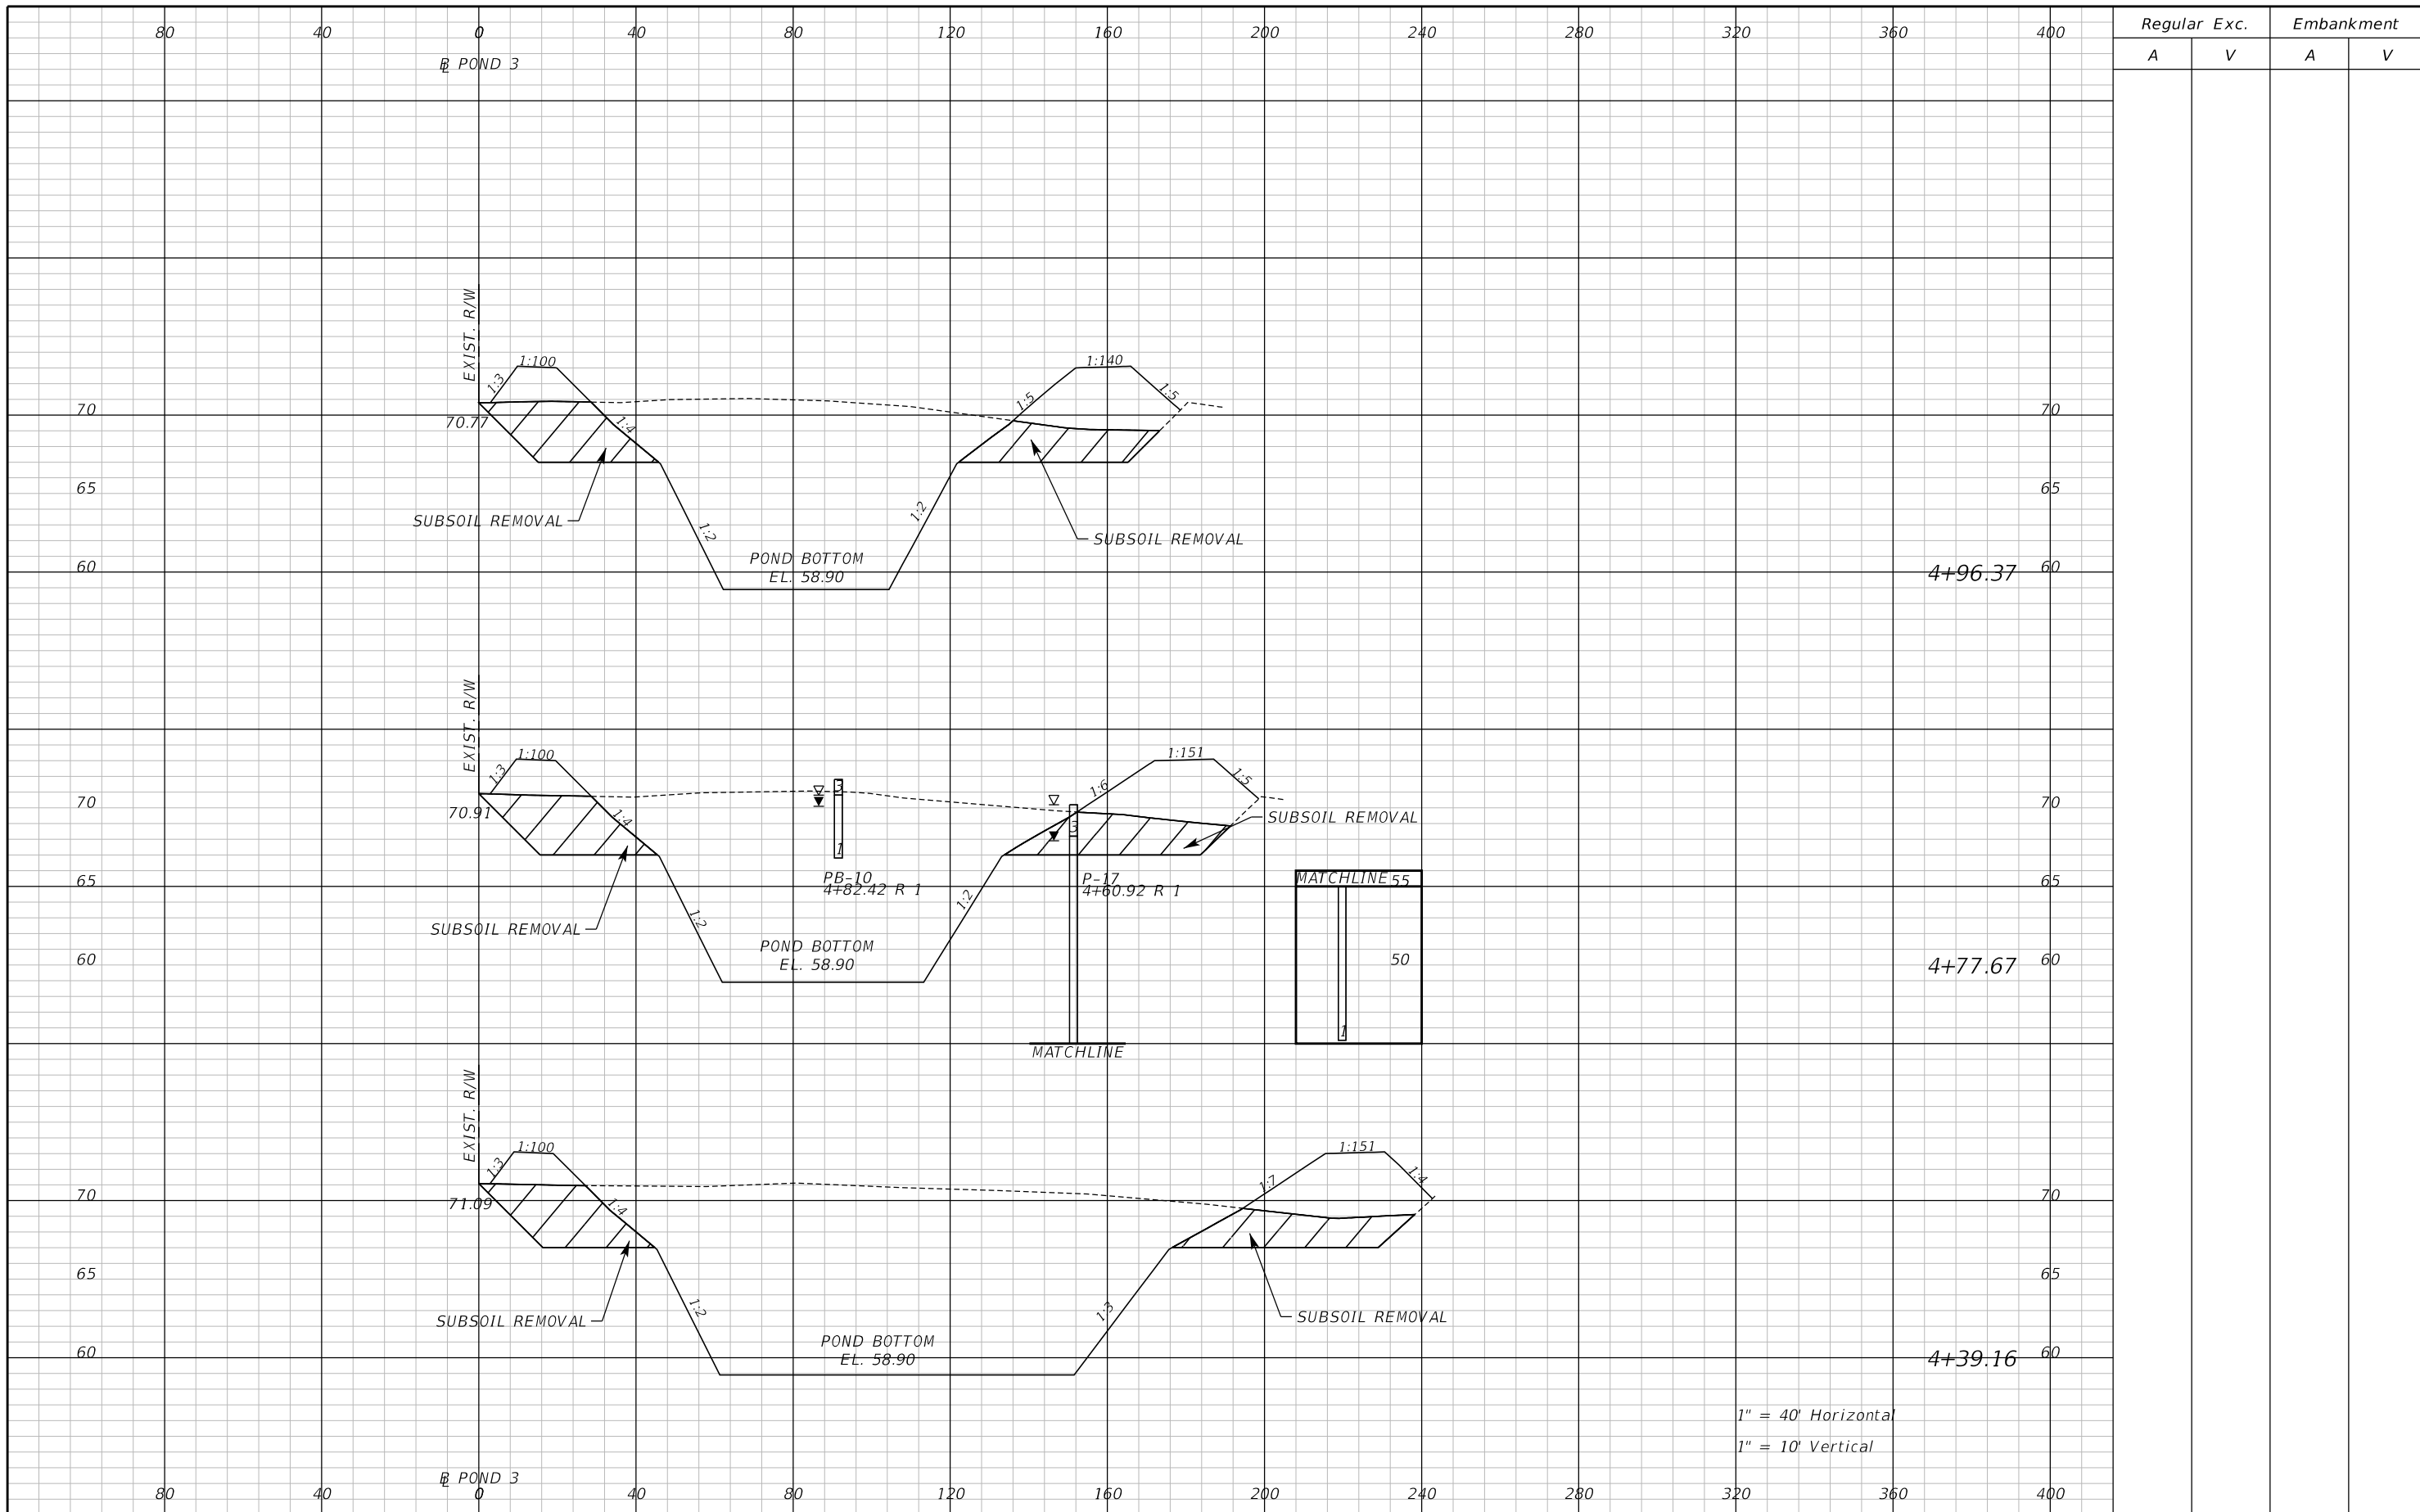 80 40 0 40 80 120 160 200 240 280 320 360 400
Regular Exc. Embankment
A V A V
℄ POND 3
EXIST. R/W
1:3
1:100
1:140
1:5
1:5
1:4
70 70
70.77
65 65
SUBSOIL REMOVAL
SUBSOIL REMOVAL
1:2
1:2
POND BOTTOM
EL. 58.90
60 60
4+96.37
EXIST. R/W
1:3
1:100
1:151
1:6
1:5
1:4
3
3
1
70 70
70.91
SUBSOIL REMOVAL
PB-10
4+82.42 R 1
P-17
4+60.92 R 1
MATCHLINE 55
65 65
SUBSOIL REMOVAL
1:2
1:2
POND BOTTOM
EL. 58.90
60 50 60
4+77.67
1
MATCHLINE
EXIST. R/W
1:3
1:100
1:151
1:7
1:4
1:4
70 70
71.09
65 65
SUBSOIL REMOVAL
SUBSOIL REMOVAL
1:2
1:3
POND BOTTOM
EL. 58.90
60 60
4+39.16
1" = 40' Horizontal
1" = 10' Vertical
℄ POND 3
80 40 0 40 80 120 160 200 240 280 320 360 400